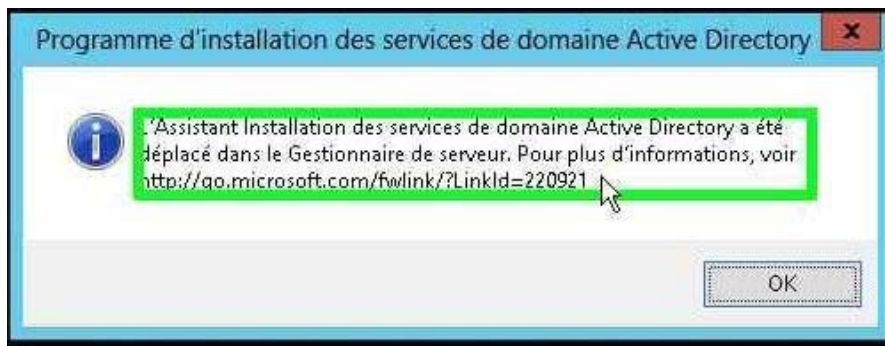 Programme d'installation des services de domaine Active Directory
L'Assistant Installation des services de domaine Active Directory a été
déplacé dans le Gestionnaire de serveur. Pour plus d'informations, voir
http://go.microsoft.com/fwlink/?LinkId=220921
OK